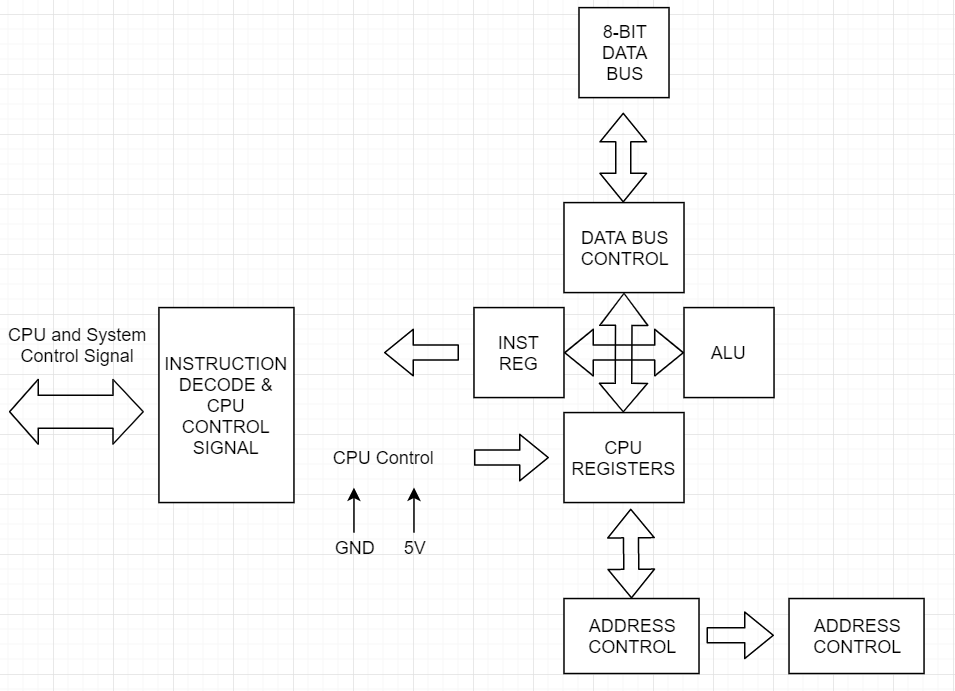 8-BIT
DATA
BUS
DATA BUS
CONTROL
CPU and System
Control Signal
INSTRUCTION
DECODE &
CPU
CONTROL
SIGNAL
INST
REG
ALU
CPU Control
CPU
REGISTERS
GND
5V
ADDRESS
CONTROL
ADDRESS
CONTROL